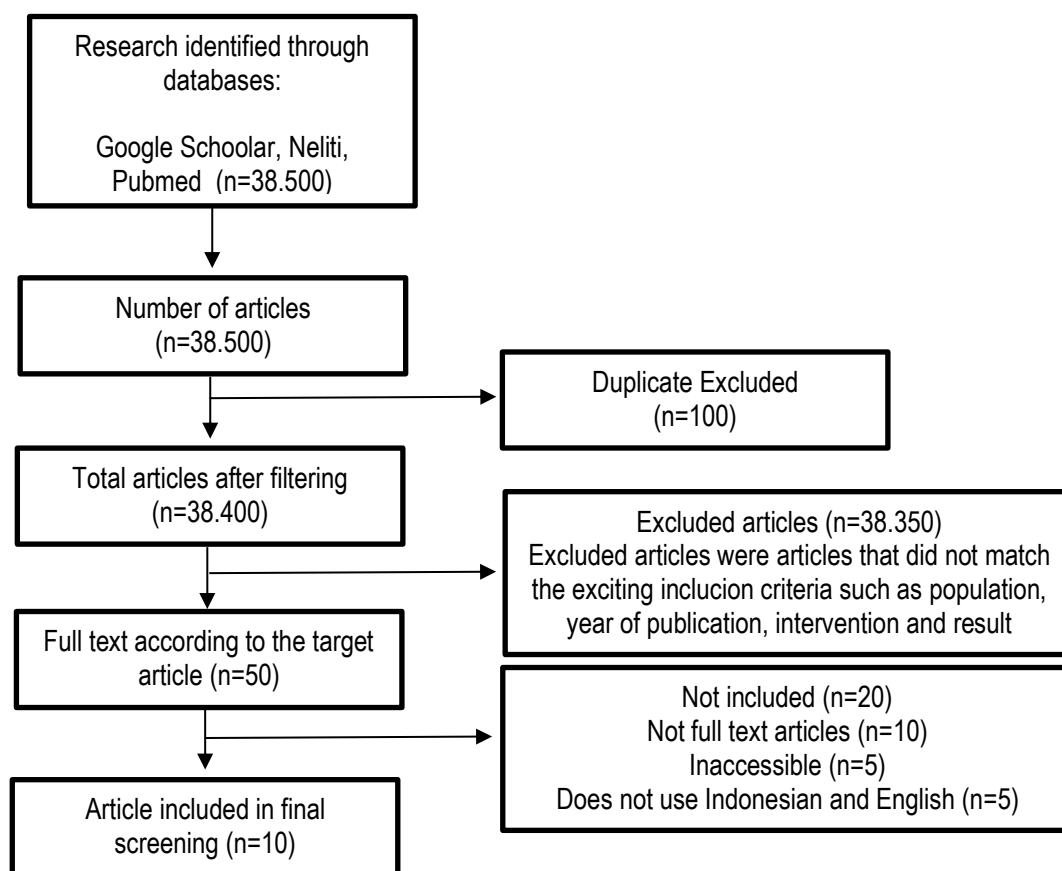 Research identified through
databases:
Google Schoolar, Neliti,
Pubmed (n=38.500)
Number of articles
(n=38.500)
Duplicate Excluded
(n=100)
Total articles after filtering
(n=38.400)
Excluded articles (n=38.350)
Excluded articles were articles that did not match
the exciting inclucion criteria such as population,
year of publication, intervention and result
Full text according to the target
article (n=50)
Not included (n=20)
Not full text articles (n=10)
Inaccessible (n=5)
Does not use Indonesian and English (n=5)
Article included in final
screening (n=10)